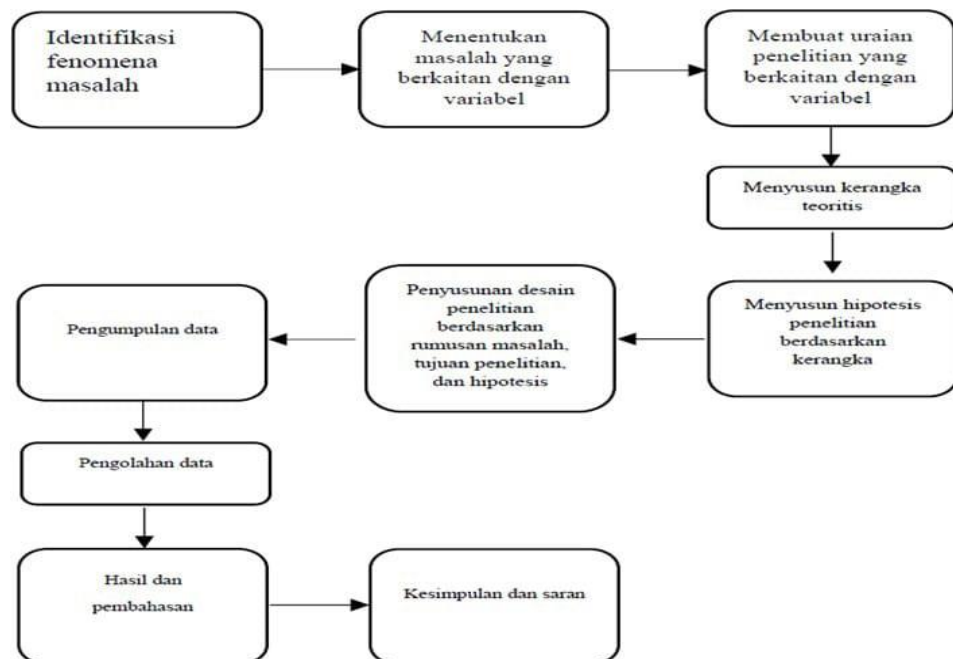 Identifikasi
fenomena
masalah
Menentukan
masalah yang
berkaitan dengan
variabel
Membuat uraian
penelitian yang
berkaitan dengan
variabel
Menyusun kerangka
teoritis
Menyusun hipotesis
penelitian
berdasarkan
kerangka
Penyusunan desain
penelitian
berdasarkan
rumusan masalah,
tujuan penelitian,
dan hipotesis
Pengumpulan data
Pengolahan data
Hasil dan
pembahasan
Kesimpulan dan saran